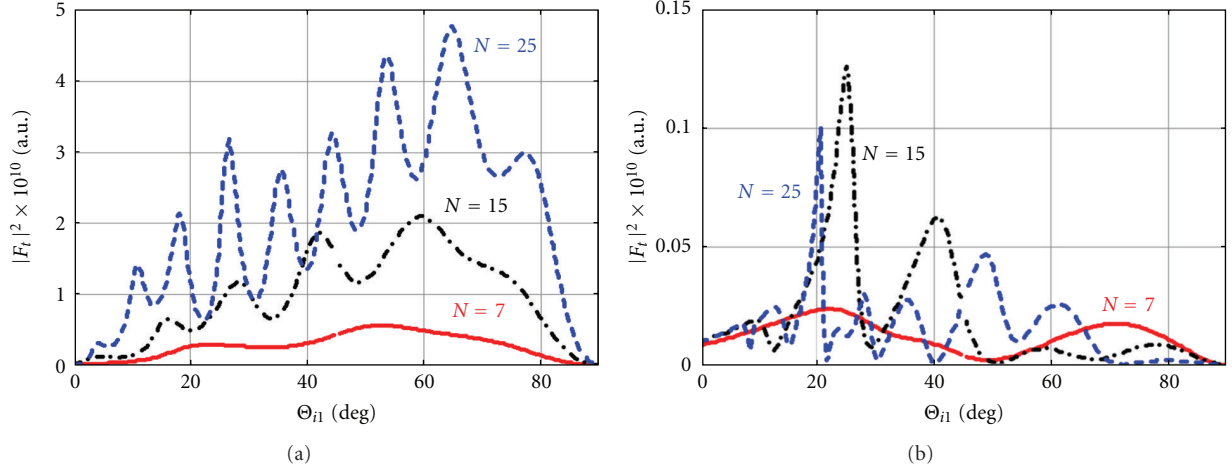 5
4
3
2
1
0
|F_t|^2 × 10^10 (a.u.)
N = 25
N = 15
N = 7
0 20 40 60 80
Θ_i1 (deg)
(a)
0.15
0.1
0.05
0
|F_t|^2 × 10^10 (a.u.)
N = 15
N = 25
N = 7
0 20 40 60 80
Θ_i1 (deg)
(b)